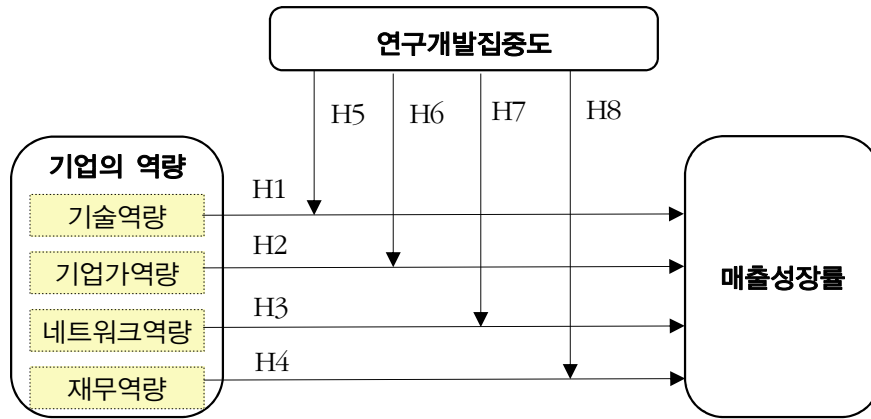 연구개발집중도
H5 H6 H7 H8
기업의 역량
H1
기술역량
H2
기업가역량
매출성장률
H3
네트워크역량
H4
재무역량